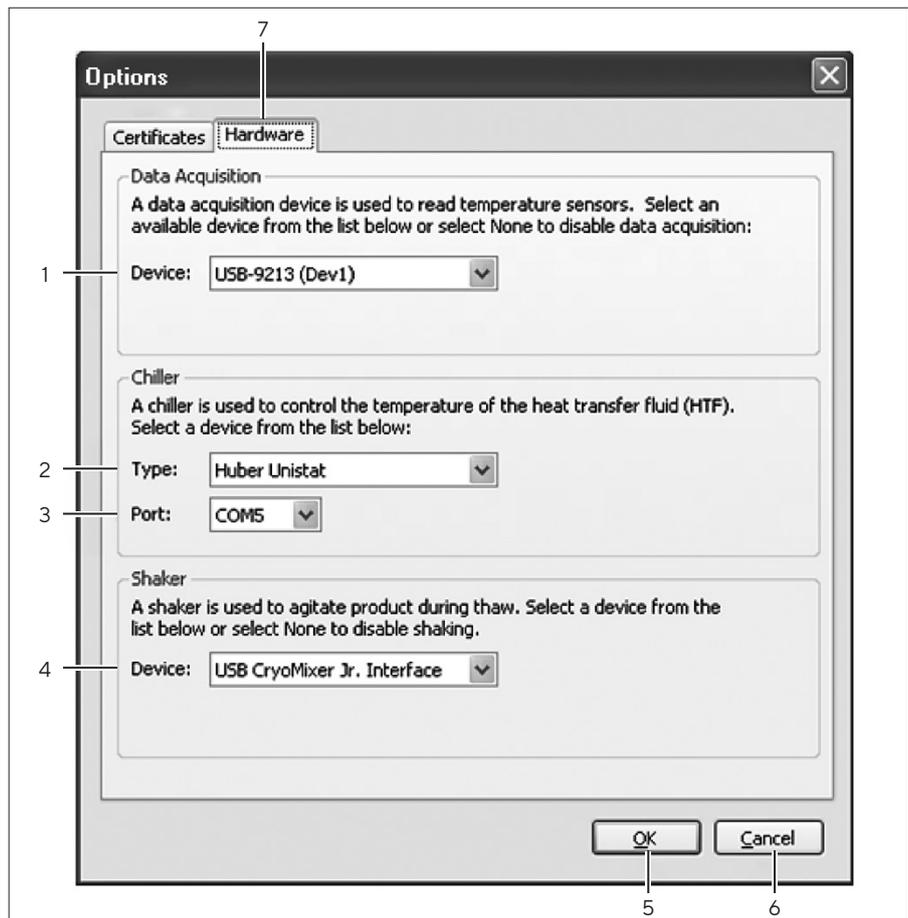 7
Options
Certificates Hardware
Data Acquisition
A data acquisition device is used to read temperature sensors. Select an
available device from the list below or select None to disable data acquisition:
1 Device: USB-9213 (Dev1)
Chiller
A chiller is used to control the temperature of the heat transfer fluid (HTF).
Select a device from the list below:
2 Type: Huber Unistat
3 Port: COM5
Shaker
A shaker is used to agitate product during thaw. Select a device from the
list below or select None to disable shaking.
4 Device: USB CryoMixer Jr. Interface
OK Cancel
5 6